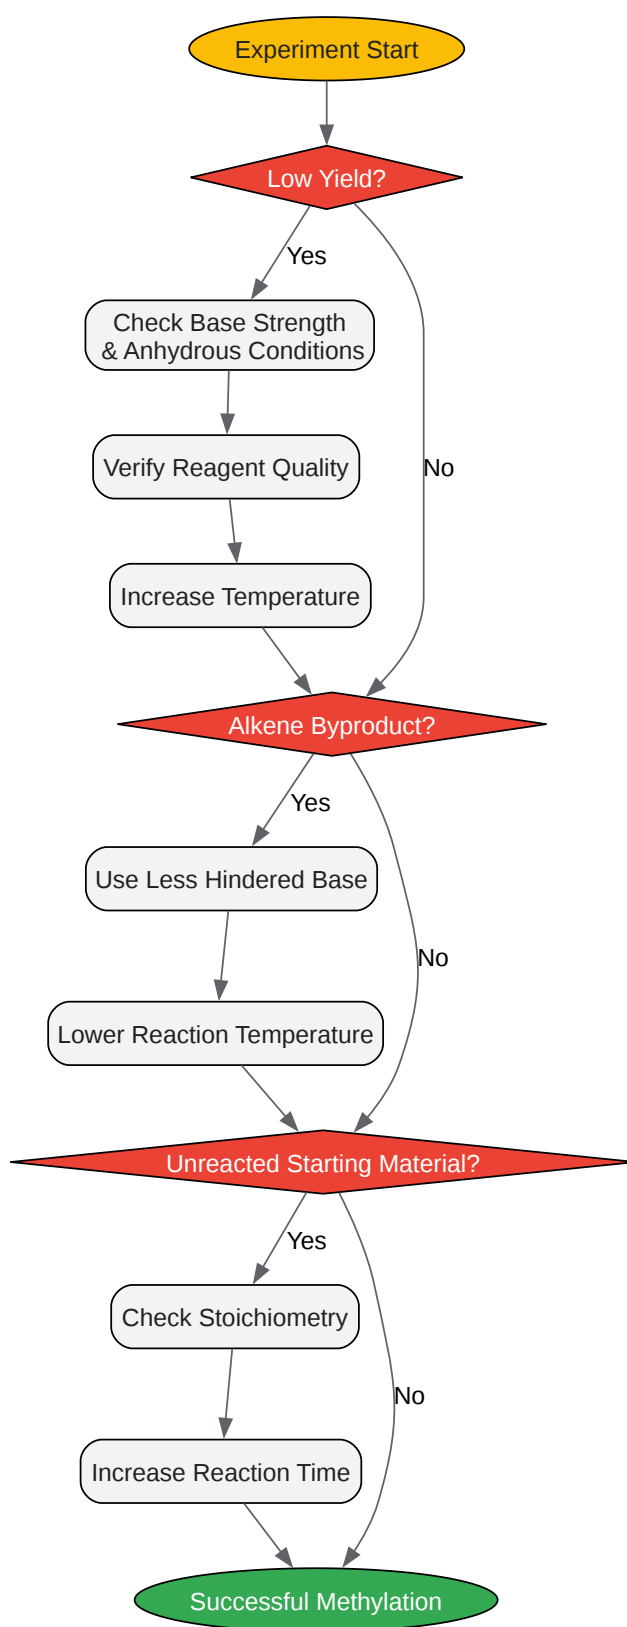 Experiment Start
Low Yield?
Yes
Check Base Strength
& Anhydrous Conditions
Verify Reagent Quality
No
Increase Temperature
Alkene Byproduct?
Yes
Use Less Hindered Base
No
Lower Reaction Temperature
Unreacted Starting Material?
Yes
Check Stoichiometry
No
Increase Reaction Time
Successful Methylation